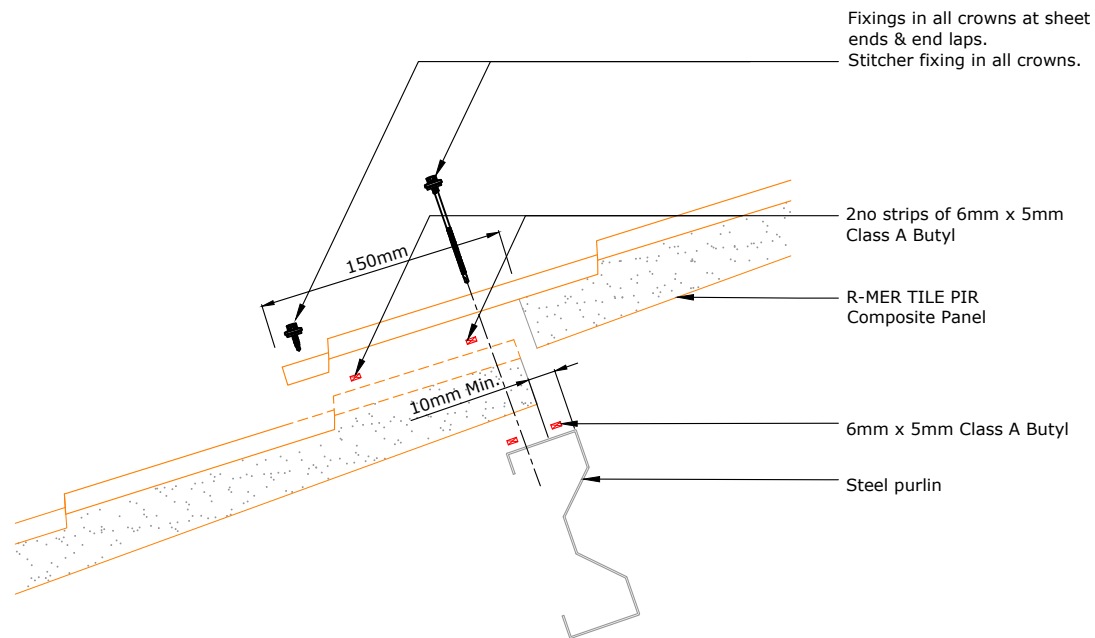 Fixings in all crowns at sheet
ends & end laps.
Stitcher fixing in all crowns.
150mm
2no strips of 6mm x 5mm
Class A Butyl
R-MER TILE PIR
Composite Panel
10mm Min.
6mm x 5mm Class A Butyl
Steel purlin